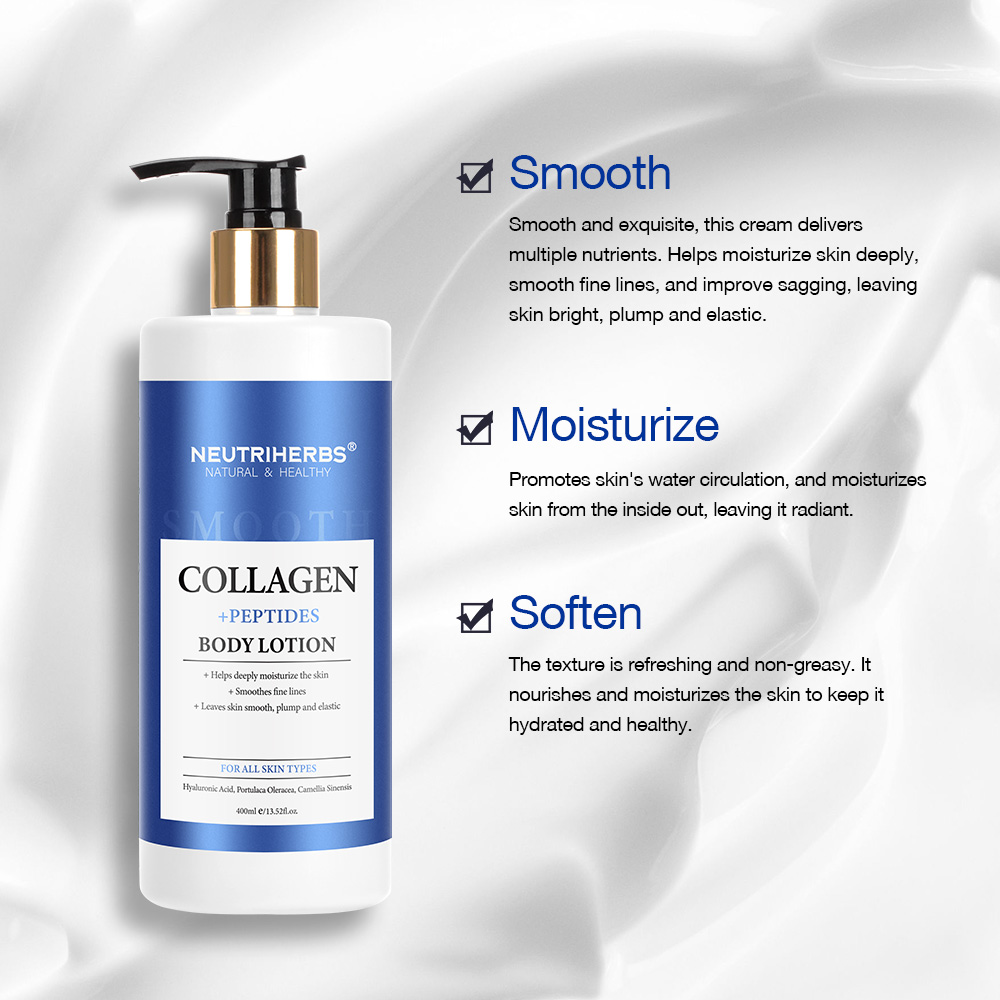 NEUTRIHERBS®
NATURAL & HEALTHY
SMOOTH
COLLAGEN
+PEPTIDES
BODY LOTION
+ Helps deeply moisturize the skin
+ Smoothes fine lines
+ Leaves skin smooth, plump and elastic
FOR ALL SKIN TYPES
Hyaluronic Acid, Portulaca Oleracea, Camellia Sinensis
400ml e/13.52fl.oz.
Smooth
Smooth and exquisite, this cream delivers
multiple nutrients. Helps moisturize skin deeply,
smooth fine lines, and improve sagging, leaving
skin bright, plump and elastic.
Moisturize
Promotes skin's water circulation, and moisturizes
skin from the inside out, leaving it radiant.
Soften
The texture is refreshing and non-greasy. It
nourishes and moisturizes the skin to keep it
hydrated and healthy.